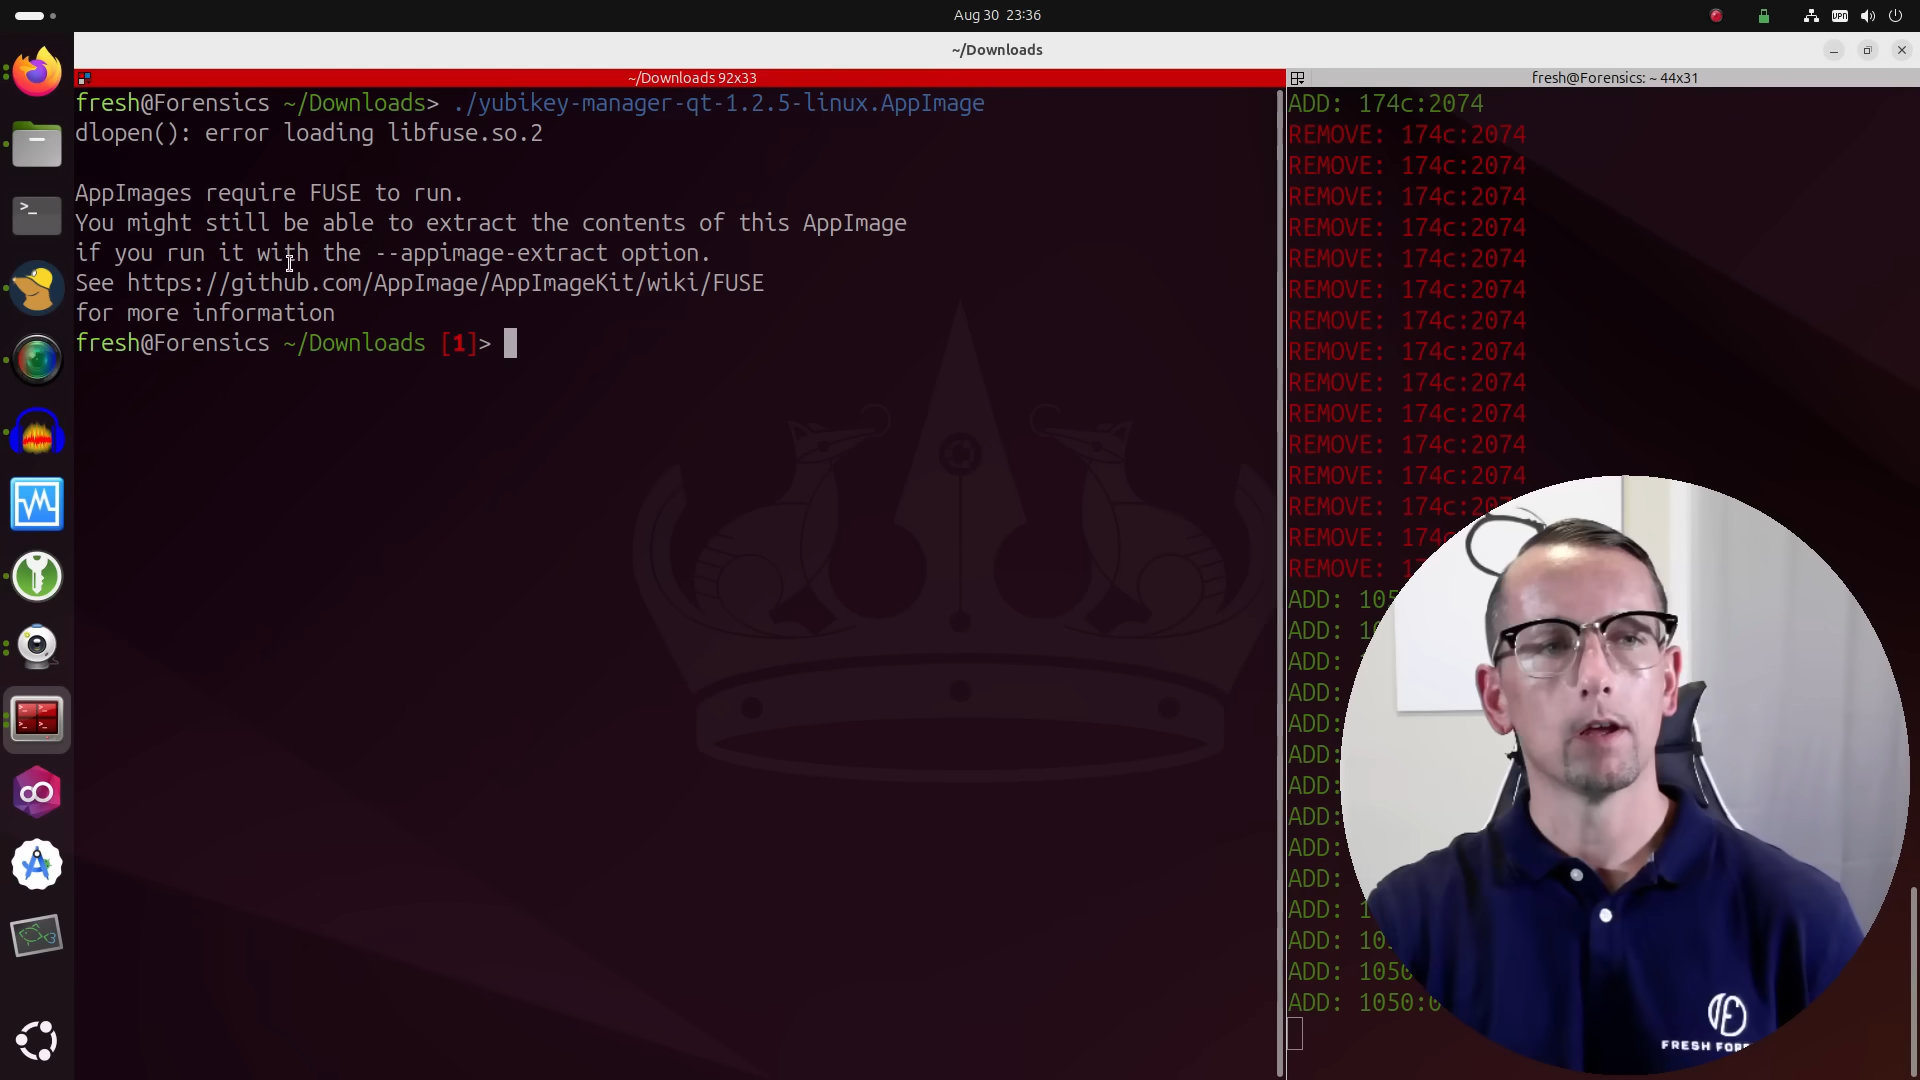 Aug 30 23:36
VPN
~/Downloads
~/Downloads 92x33
fresh@Forensics ~/Downloads> ./yubikey-manager-qt-1.2.5-linux.AppImage
dlopen(): error loading libfuse.so.2
AppImages require FUSE to run.
You might still be able to extract the contents of this AppImage
if you run it with the --appimage-extract option.
See https://github.com/AppImage/AppImageKit/wiki/FUSE
for more information
fresh@Forensics ~/Downloads [1]>
fresh@Forensics: ~ 44x31
ADD: 174c:2074
REMOVE: 174c:2074
REMOVE: 174c:2074
REMOVE: 174c:2074
REMOVE: 174c:2074
REMOVE: 174c:2074
REMOVE: 174c:2074
REMOVE: 174c:2074
REMOVE: 174c:2074
REMOVE: 174c:2074
REMOVE: 174c:2074
REMOVE: 174c:2074
REMOVE: 174c:2074
REMOVE:
REMOVE:
REMOVE:
ADD:
ADD:
ADD:
ADD:
ADD:
ADD:
ADD:
ADD:
ADD:
ADD:
ADD:
ADD:
ADD: 1050
ADD: 1050:0
FRESH